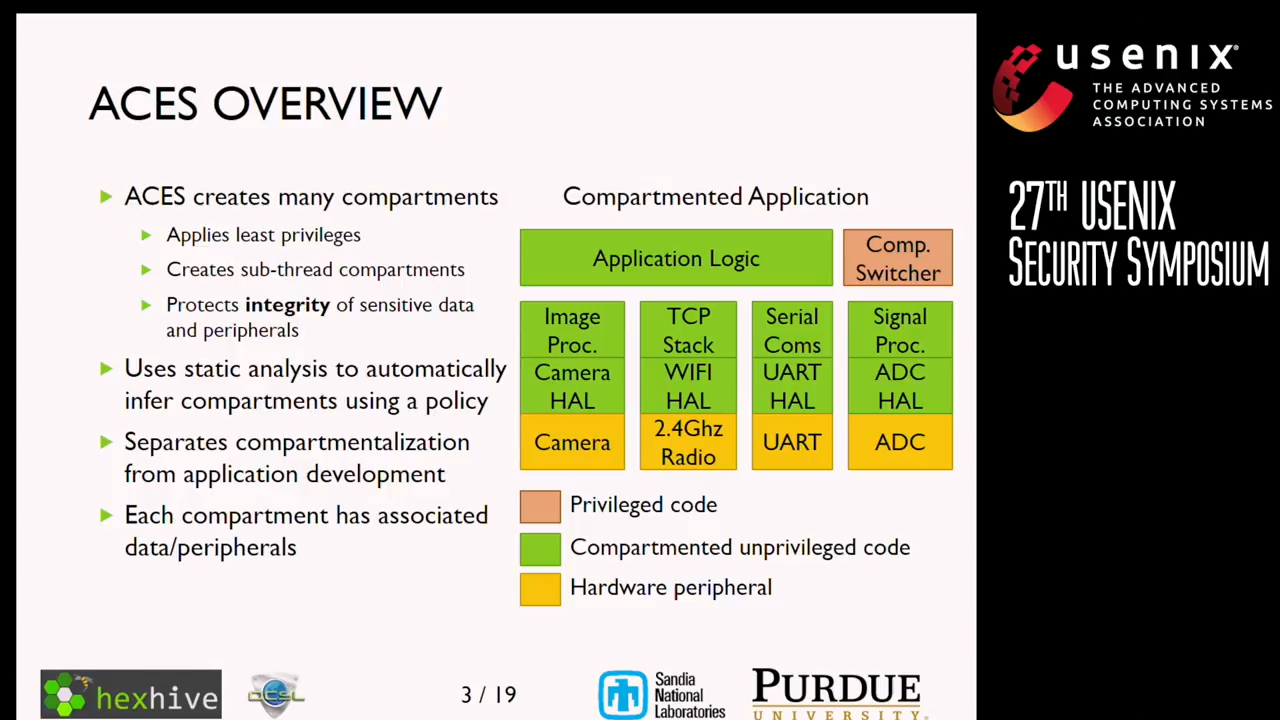 ACES OVERVIEW
ACES creates many compartments
Applies least privileges
Creates sub-thread compartments
Protects integrity of sensitive data
and peripherals
Uses static analysis to automatically
infer compartments using a policy
Separates compartmentalization
from application development
Each compartment has associated
data/peripherals
Compartmented Application
Application Logic
Comp.
Switcher
Image
Proc.
TCP
Stack
Serial
Coms
Signal
Proc.
Camera
HAL
WIFI
HAL
UART
HAL
ADC
HAL
Camera
2.4Ghz
Radio
UART
ADC
Privileged code
Compartmented unprivileged code
Hardware peripheral
hexhive
3 / 19
Sandia
National
Laboratories
PURDUE
UNIVERSITY
usenix
THE ADVANCED
COMPUTING SYSTEMS
ASSOCIATION
27TH USENIX
SECURITY SYMPOSIUM